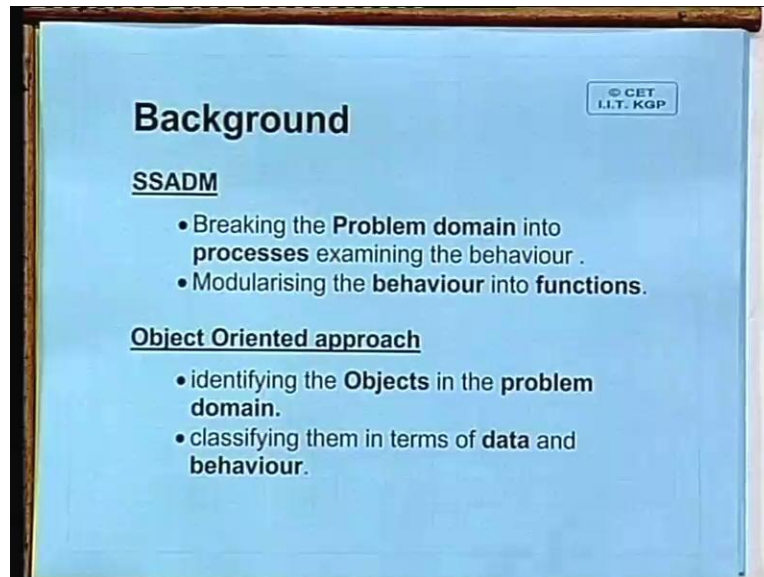 © CET
I.I.T. KGP
Background
SSADM
• Breaking the Problem domain into
processes examining the behaviour .
• Modularising the behaviour into functions.
Object Oriented approach
• identifying the Objects in the problem
domain.
• classifying them in terms of data and
behaviour.